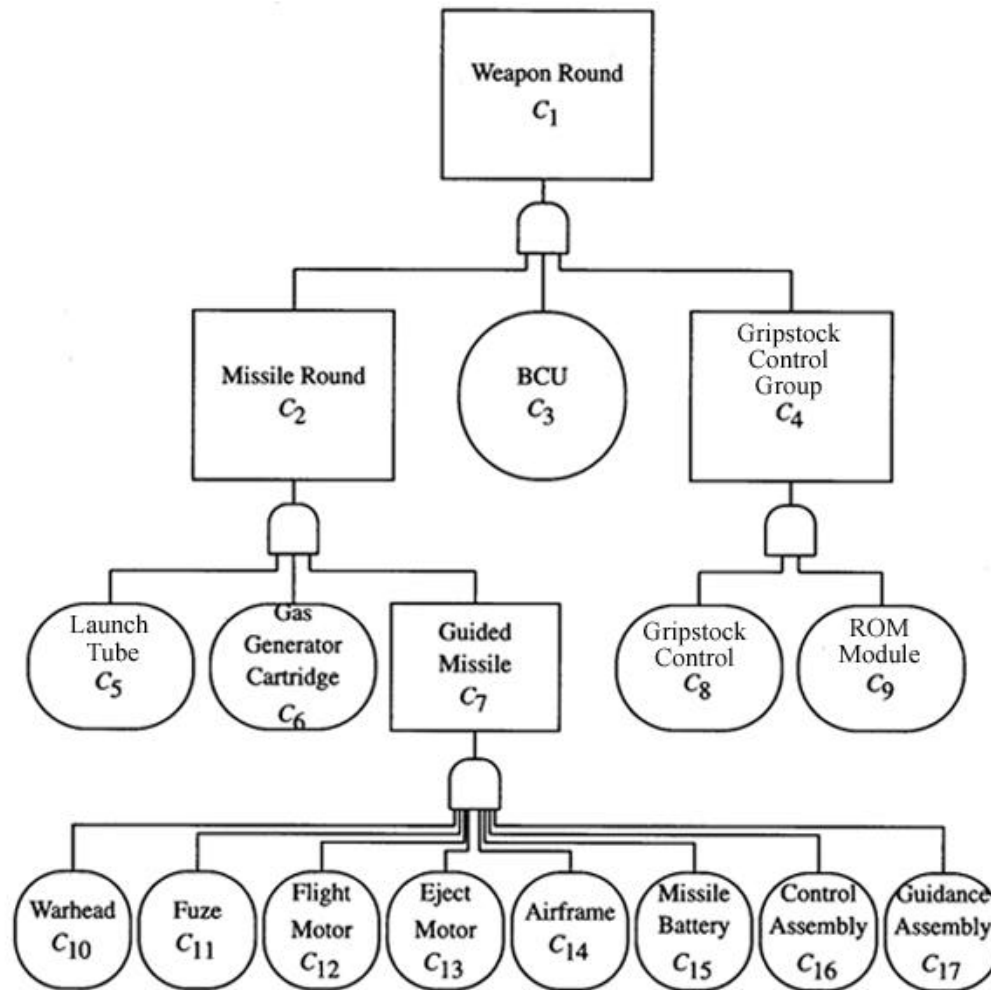 Weapon Round
C1
Missile Round
C2
BCU
C3
Gripstock
Control
Group
C4
Launch
Tube
C5
Gas
Generator
Cartridge
C6
Guided
Missile
C7
Gripstock
Control
C8
ROM
Module
C9
Warhead
C10
Fuze
C11
Flight
Motor
C12
Eject
Motor
C13
Airframe
C14
Missile
Battery
C15
Control
Assembly
C16
Guidance
Assembly
C17